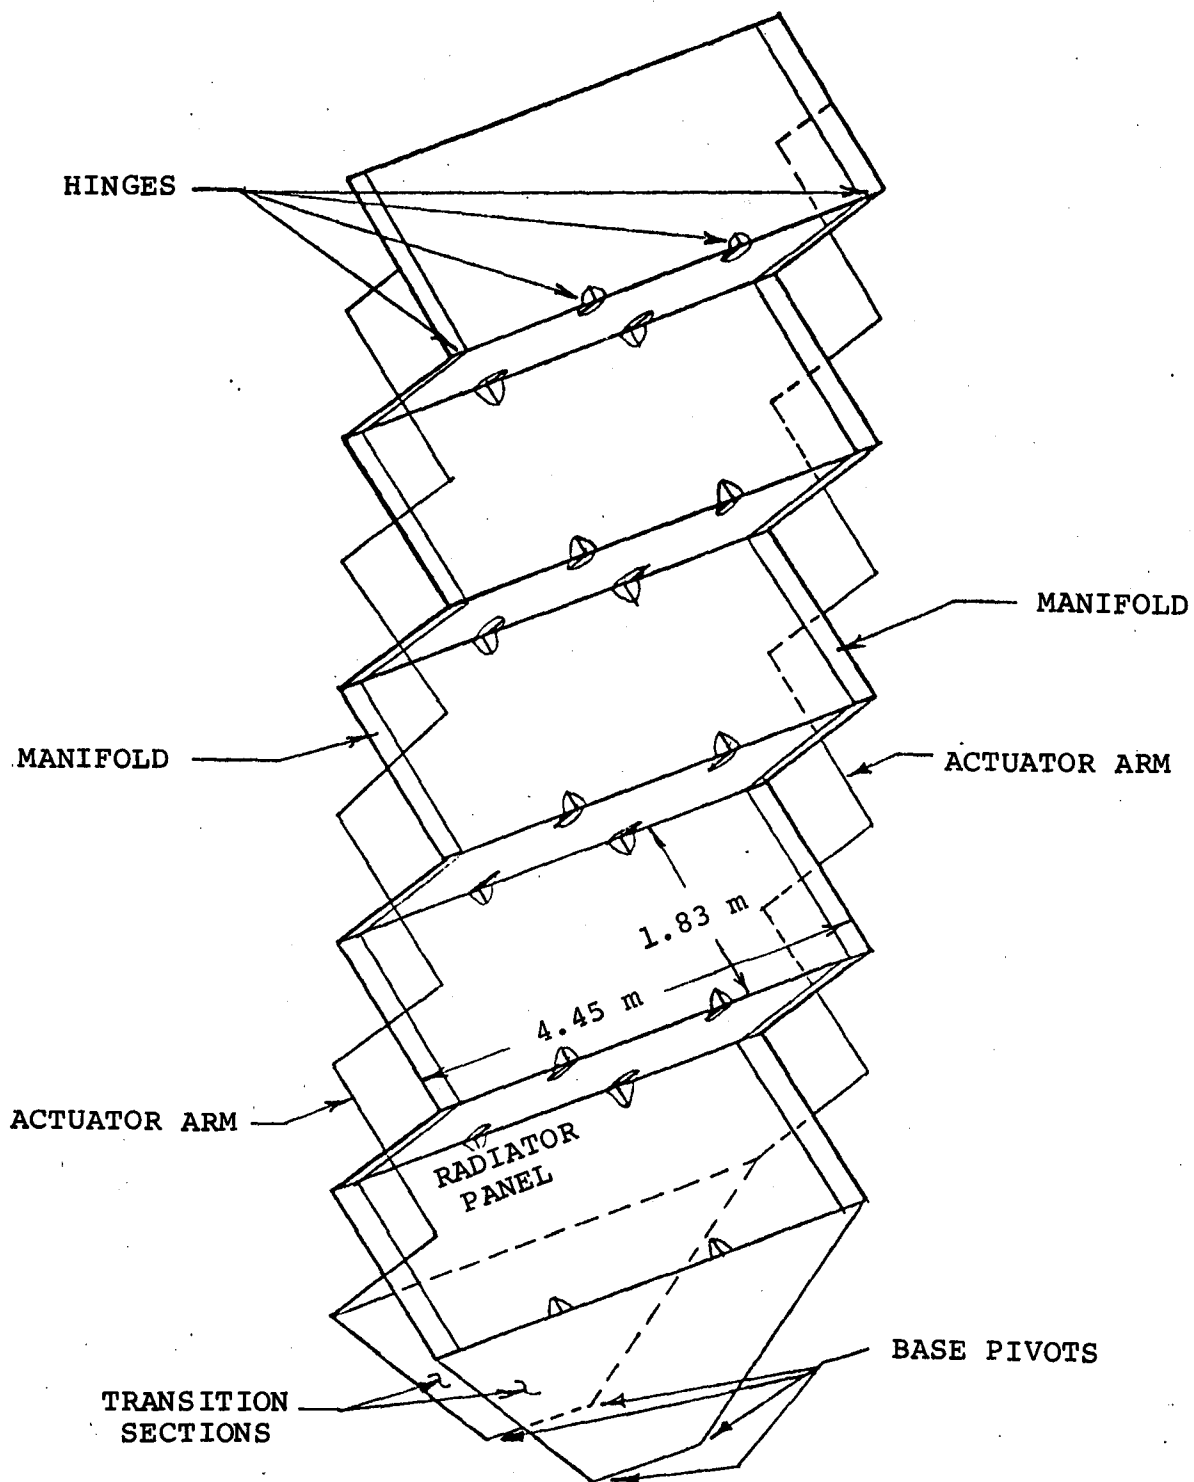 HINGES
MANIFOLD
MANIFOLD
ACTUATOR ARM
1.83 m
4.45 m
ACTUATOR ARM
RADIATOR
PANEL
BASE PIVOTS
TRANSITION
SECTIONS